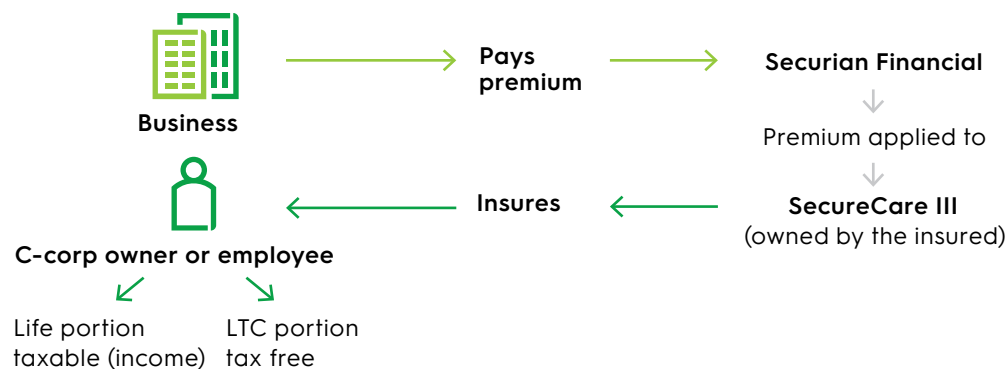 Business
Pays
premium
Securian Financial
Premium applied to
SecureCare III
(owned by the insured)
Insures
C-corp owner or employee
Life portion
taxable (income)
LTC portion
tax free